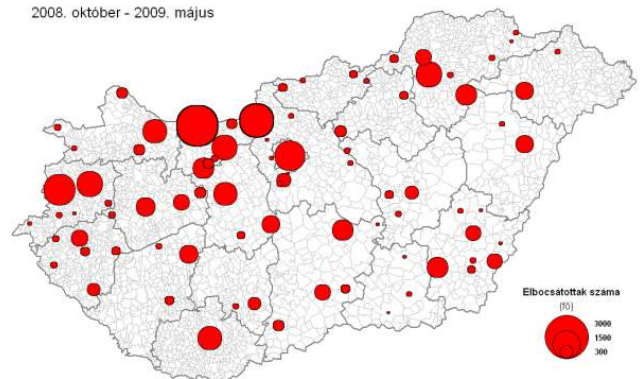 2008. október - 2009. május
Elbocsátottak száma
(fő)
3000
1500
300